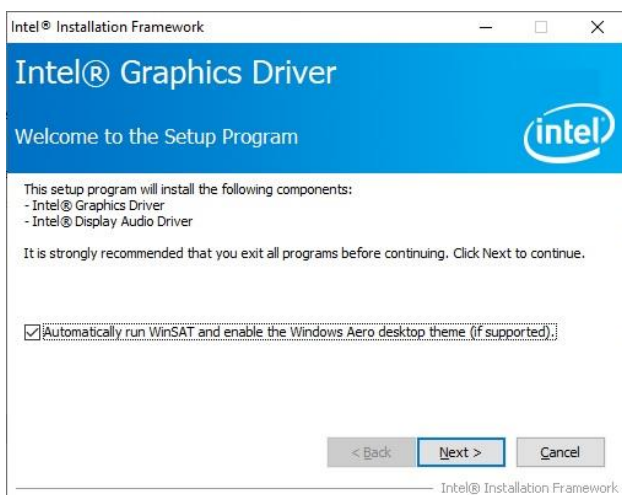 Intel® Installation Framework
Intel® Graphics Driver
Welcome to the Setup Program
intel
This setup program will install the following components:
- Intel® Graphics Driver
- Intel® Display Audio Driver
It is strongly recommended that you exit all programs before continuing. Click Next to continue.
Automatically run WinSAT and enable the Windows Aero desktop theme (if supported).
< Back
Next >
Cancel
Intel® Installation Framework